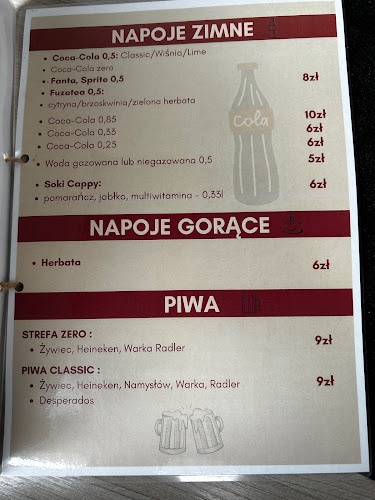 NAPOJE ZIMNE
• Coca-Cola 0,5: Classic/Wiśnia/Lime
• Coca-Cola zero
• Fanta, Sprite 0,5 8zł
• Fuzetea 0,5:
• cytryna/brzoskwinia/zielona herbata
• Coca-Cola 0,85 10zł
• Coca-Cola 0,33 6zł
• Coca-Cola 0,25 6zł
Cola
• Woda gazowana lub niegazowana 0,5 5zł
• Soki Cappy: 6zł
• pomarańcz, jabłko, multiwitamina - 0,33l
NAPOJE GORĄCE
• Herbata 6zł
PIWA
STREFA ZERO :
• Żywiec, Heineken, Warka Radler 9zł
PIWA CLASSIC :
• Żywiec, Heineken, Namysłów, Warka, Radler 9zł
• Desperados